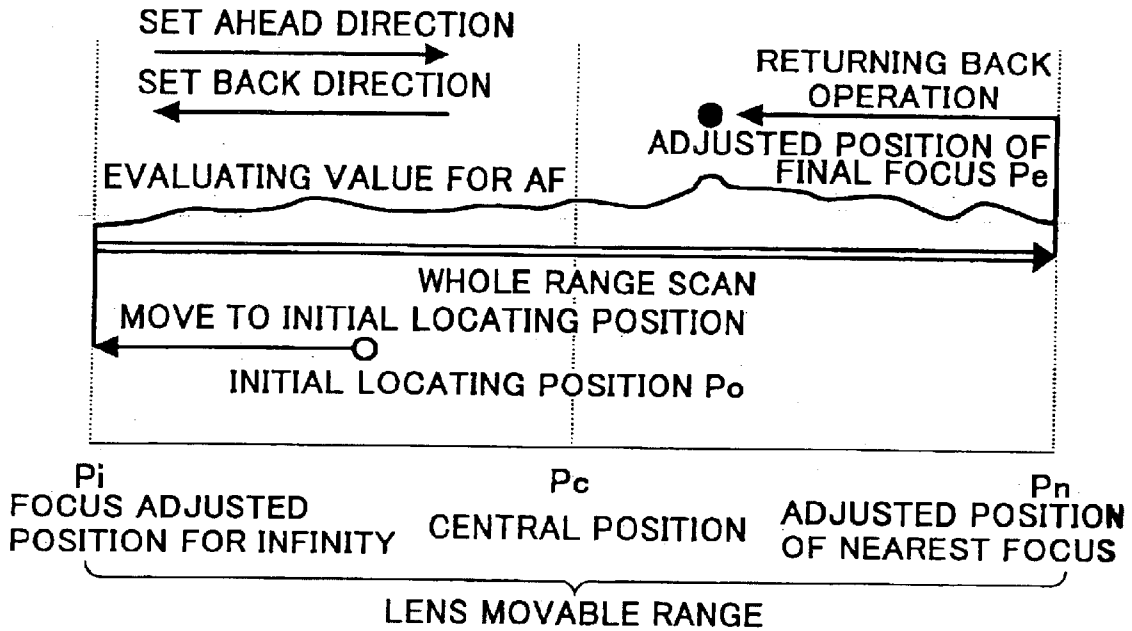 SET AHEAD DIRECTION
SET BACK DIRECTION
RETURNING BACK
OPERATION
ADJUSTED POSITION OF
FINAL FOCUS Pe
EVALUATING VALUE FOR AF
WHOLE RANGE SCAN
MOVE TO INITIAL LOCATING POSITION
INITIAL LOCATING POSITION Po
Pi
FOCUS ADJUSTED
POSITION FOR INFINITY
Pc
CENTRAL POSITION
Pn
ADJUSTED POSITION
OF NEAREST FOCUS
LENS MOVABLE RANGE